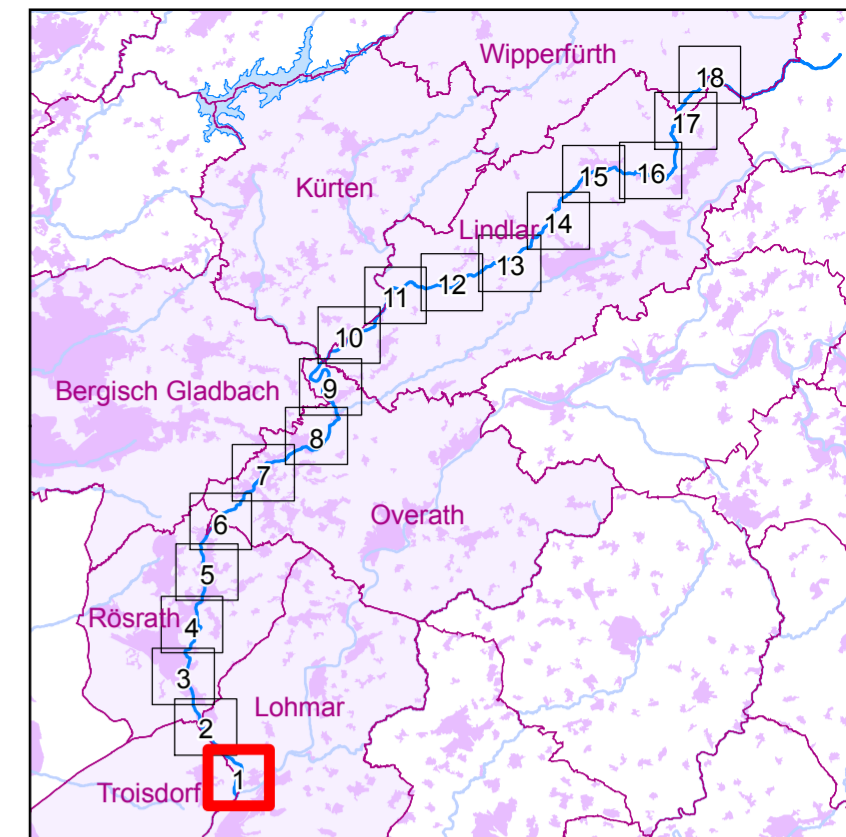 Wipperfürth
18
17
Kürten
15
16
14
Lindlar
13
12
11
10
Bergisch Gladbach
9
8
7
Overath
6
5
Rösrath
4
3
Lohmar
2
1
Troisdorf